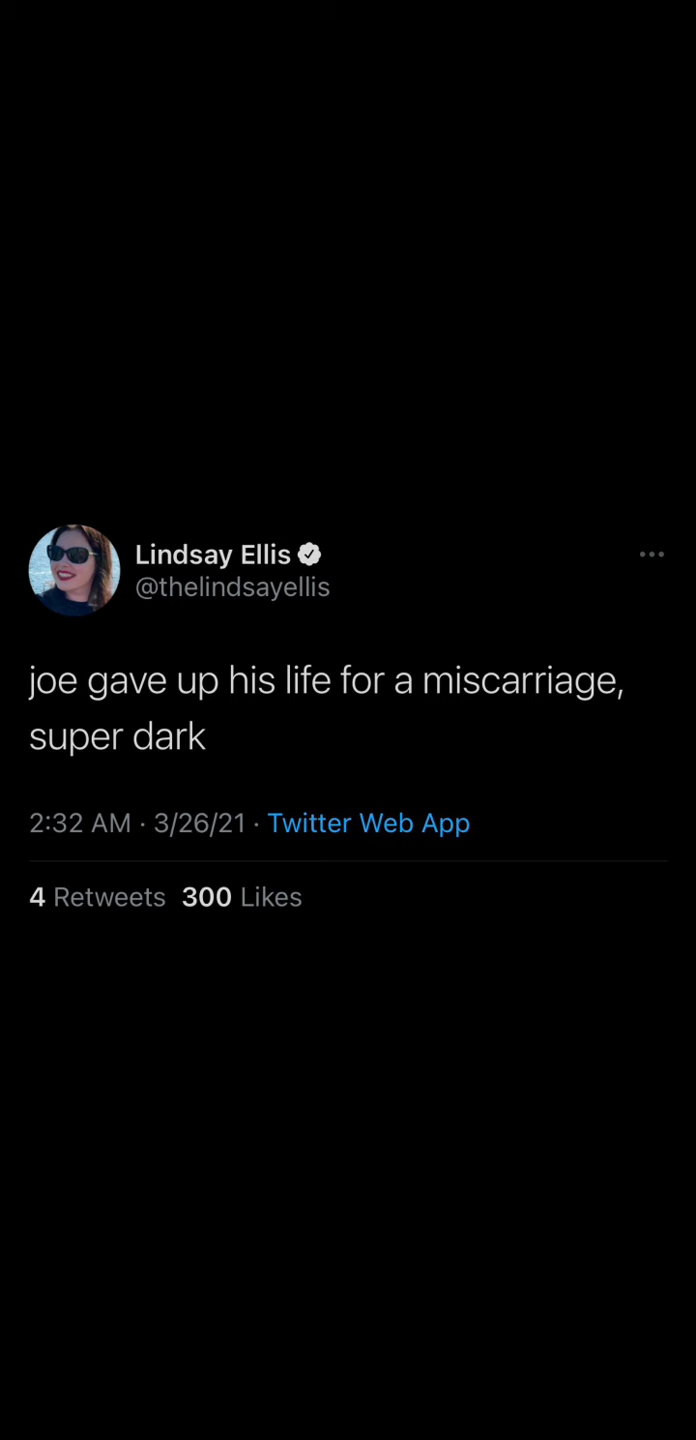 Lindsay Ellis
@thelindsayellis
joe gave up his life for a miscarriage,
super dark
2:32 AM · 3/26/21 · Twitter Web App
4 Retweets 300 Likes